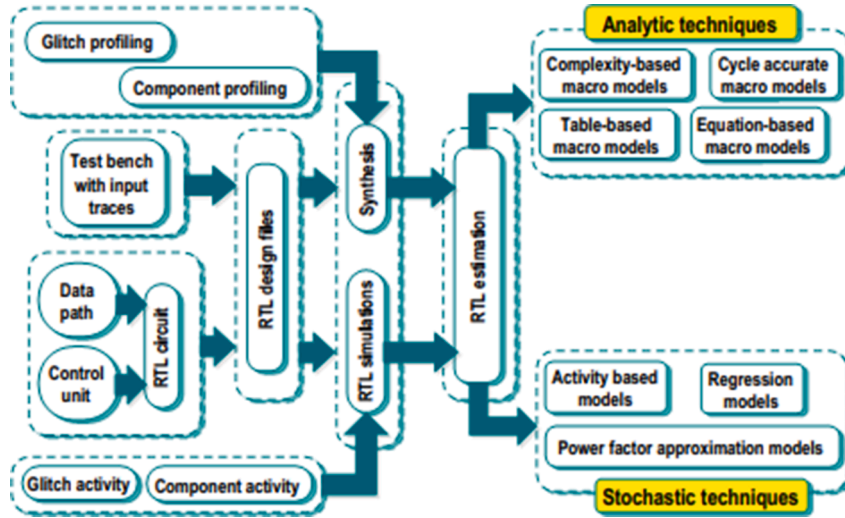 Glitch profiling
Component profiling
Test bench
with input
traces
Data
path
Control
unit
RTL circuit
RTL design files
Synthesis
RTL simulations
Glitch activity
Component activity
RTL estimation
Analytic techniques
Complexity-based
macro models
Cycle accurate
macro models
Table-based
macro models
Equation-based
macro models
Activity based
models
Regression
models
Power factor approximation models
Stochastic techniques